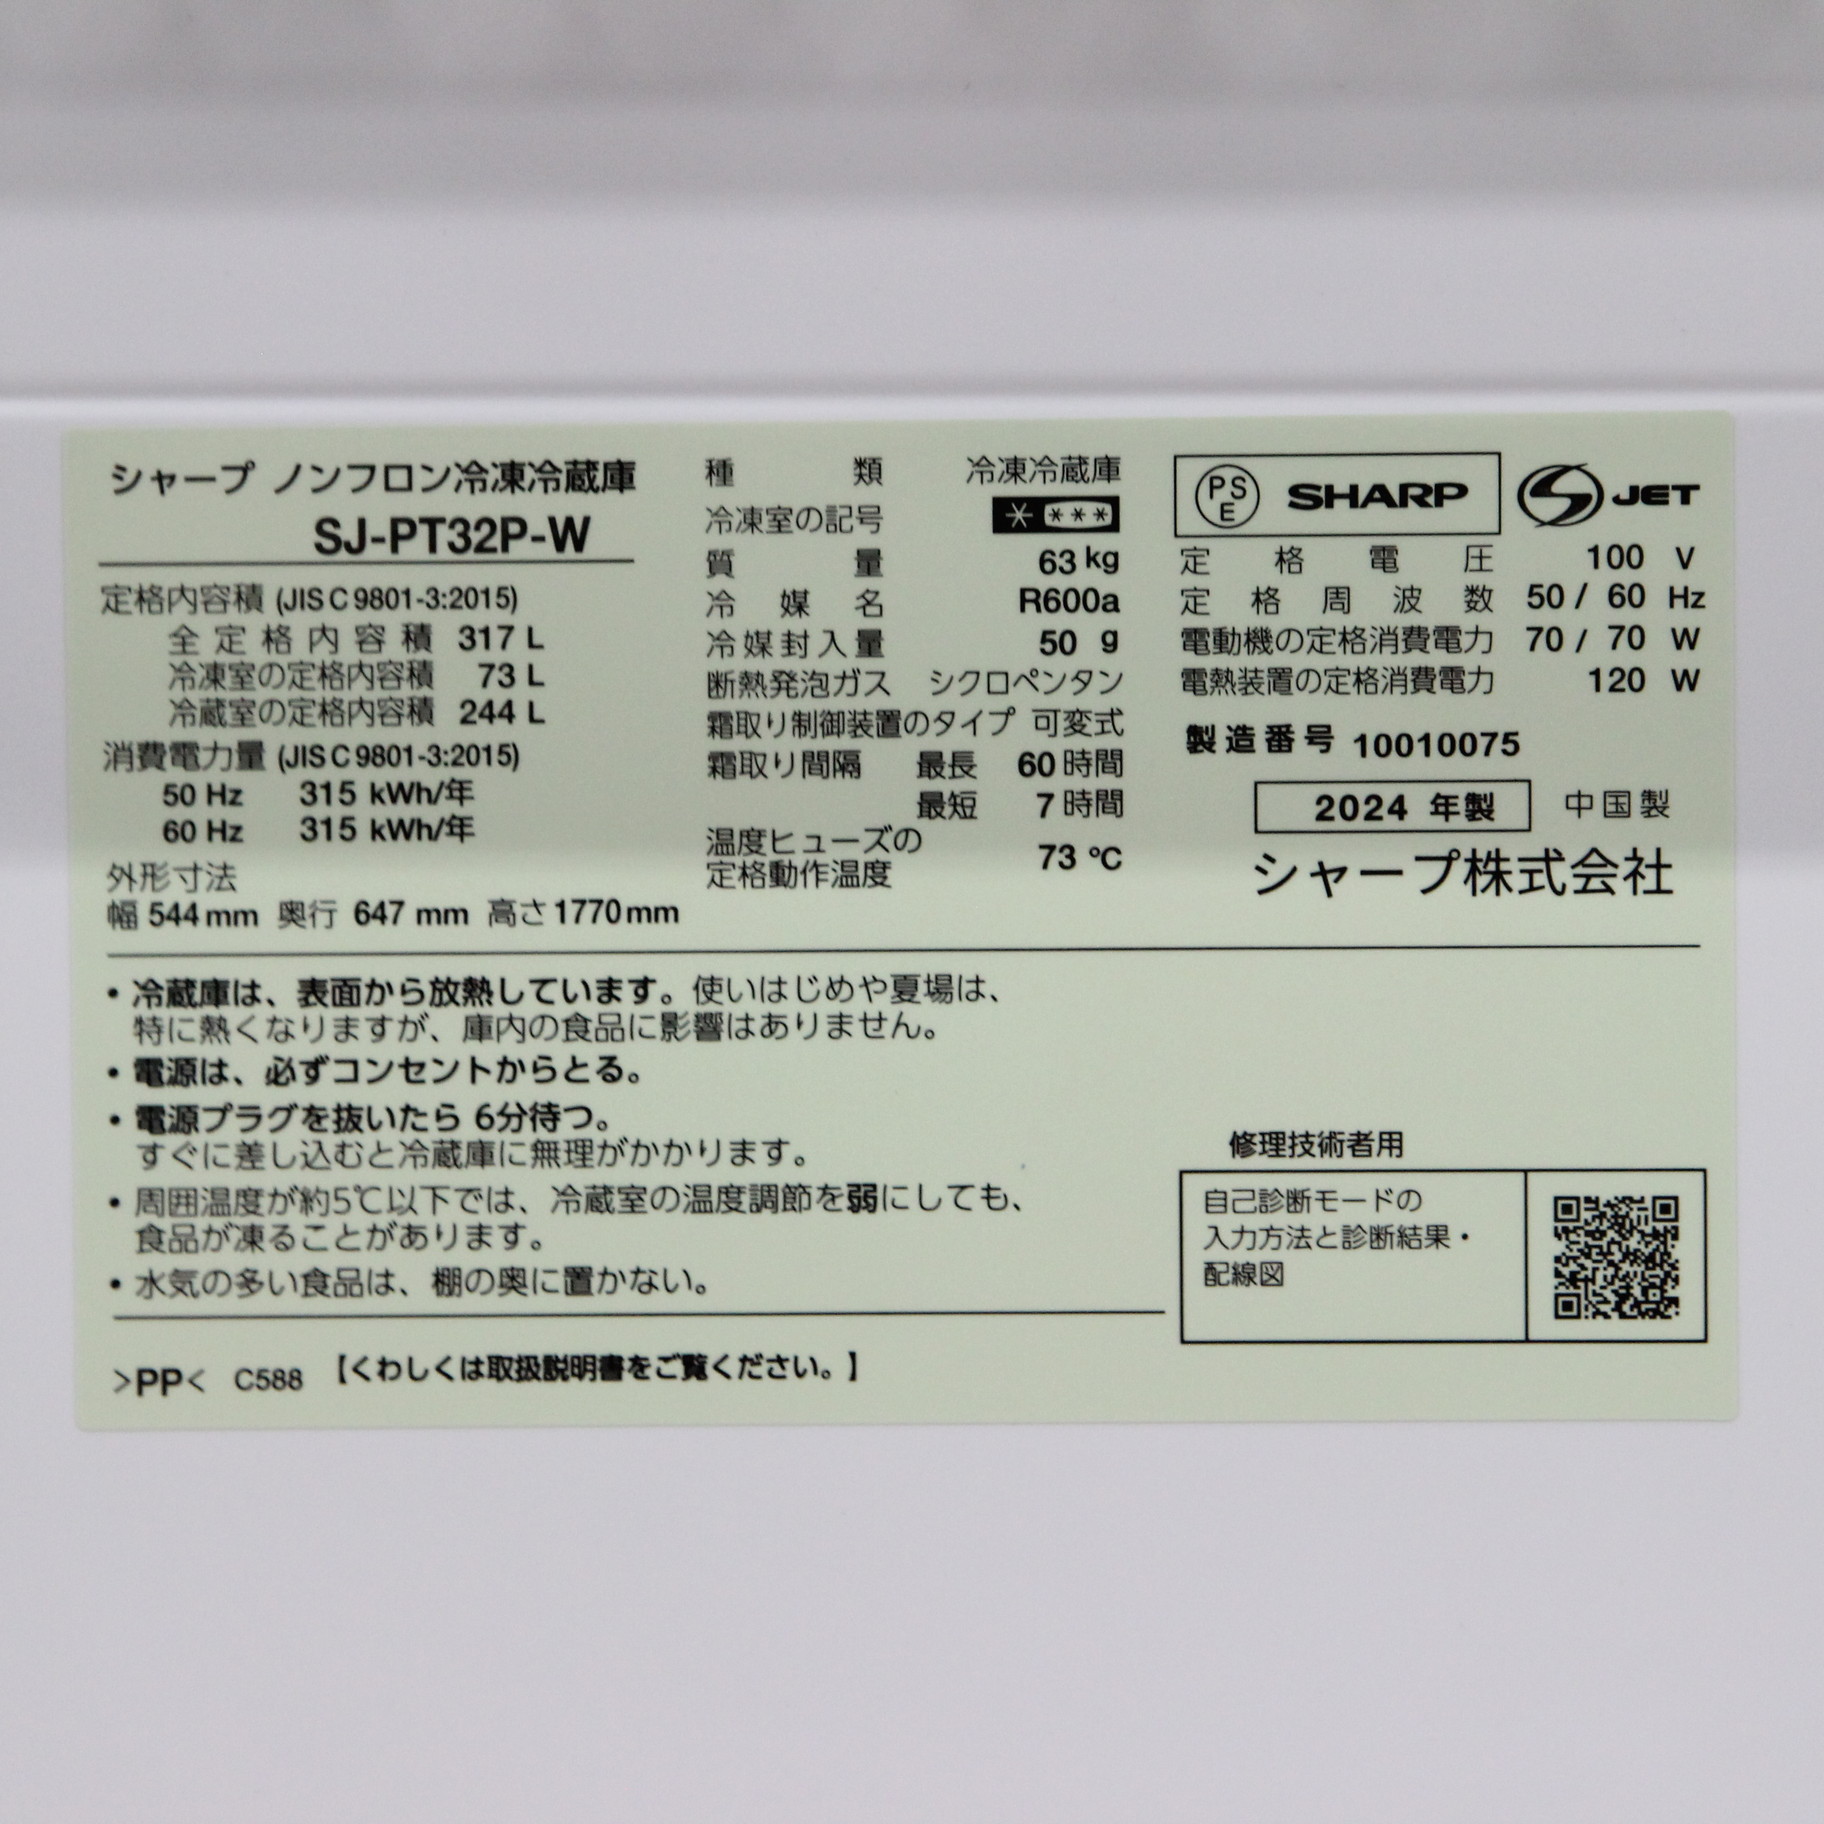 シャープ ノンフロン冷凍冷蔵庫
SJ-PT32P-W
定格内容積 (JIS C 9801-3:2015)
全定格内容積 317 L
冷凍室の定格内容積 73 L
冷蔵室の定格内容積 244 L
消費電力量 (JIS C 9801-3:2015)
50 Hz 315 kWh/年
60 Hz 315 kWh/年
外形寸法
幅 544 mm 奥行 647 mm 高さ 1770 mm
種類 冷凍冷蔵庫
冷凍室の記号 * ***
質量 63 kg
冷媒名 R600a
冷媒封入量 50 g
断熱発泡ガス シクロペンタン
霜取り制御装置のタイプ 可変式
霜取り間隔 最長 60 時間
最短 7 時間
温度ヒューズの
定格動作温度 73 ℃
PSE SHARP JET
定格電圧 100 V
定格周波数 50 / 60 Hz
電動機の定格消費電力 70 / 70 W
電熱装置の定格消費電力 120 W
製造番号 10010075
2024 年製 中国製
シャープ株式会社
・冷蔵庫は、表面から放熱しています。使いはじめや夏場は、
特に熱くなりますが、庫内の食品に影響はありません。
・電源は、必ずコンセントからとる。
・電源プラグを抜いたら 6分待つ。
すぐに差し込むと冷蔵庫に無理がかかります。
・周囲温度が約5℃以下では、冷蔵室の温度調節を弱にしても、
食品が凍ることがあります。
・水気の多い食品は、棚の奥に置かない。
>PP< C588 【くわしくは取扱説明書をご覧ください。】
修理技術者用
自己診断モードの
入力方法と診断結果・
配線図